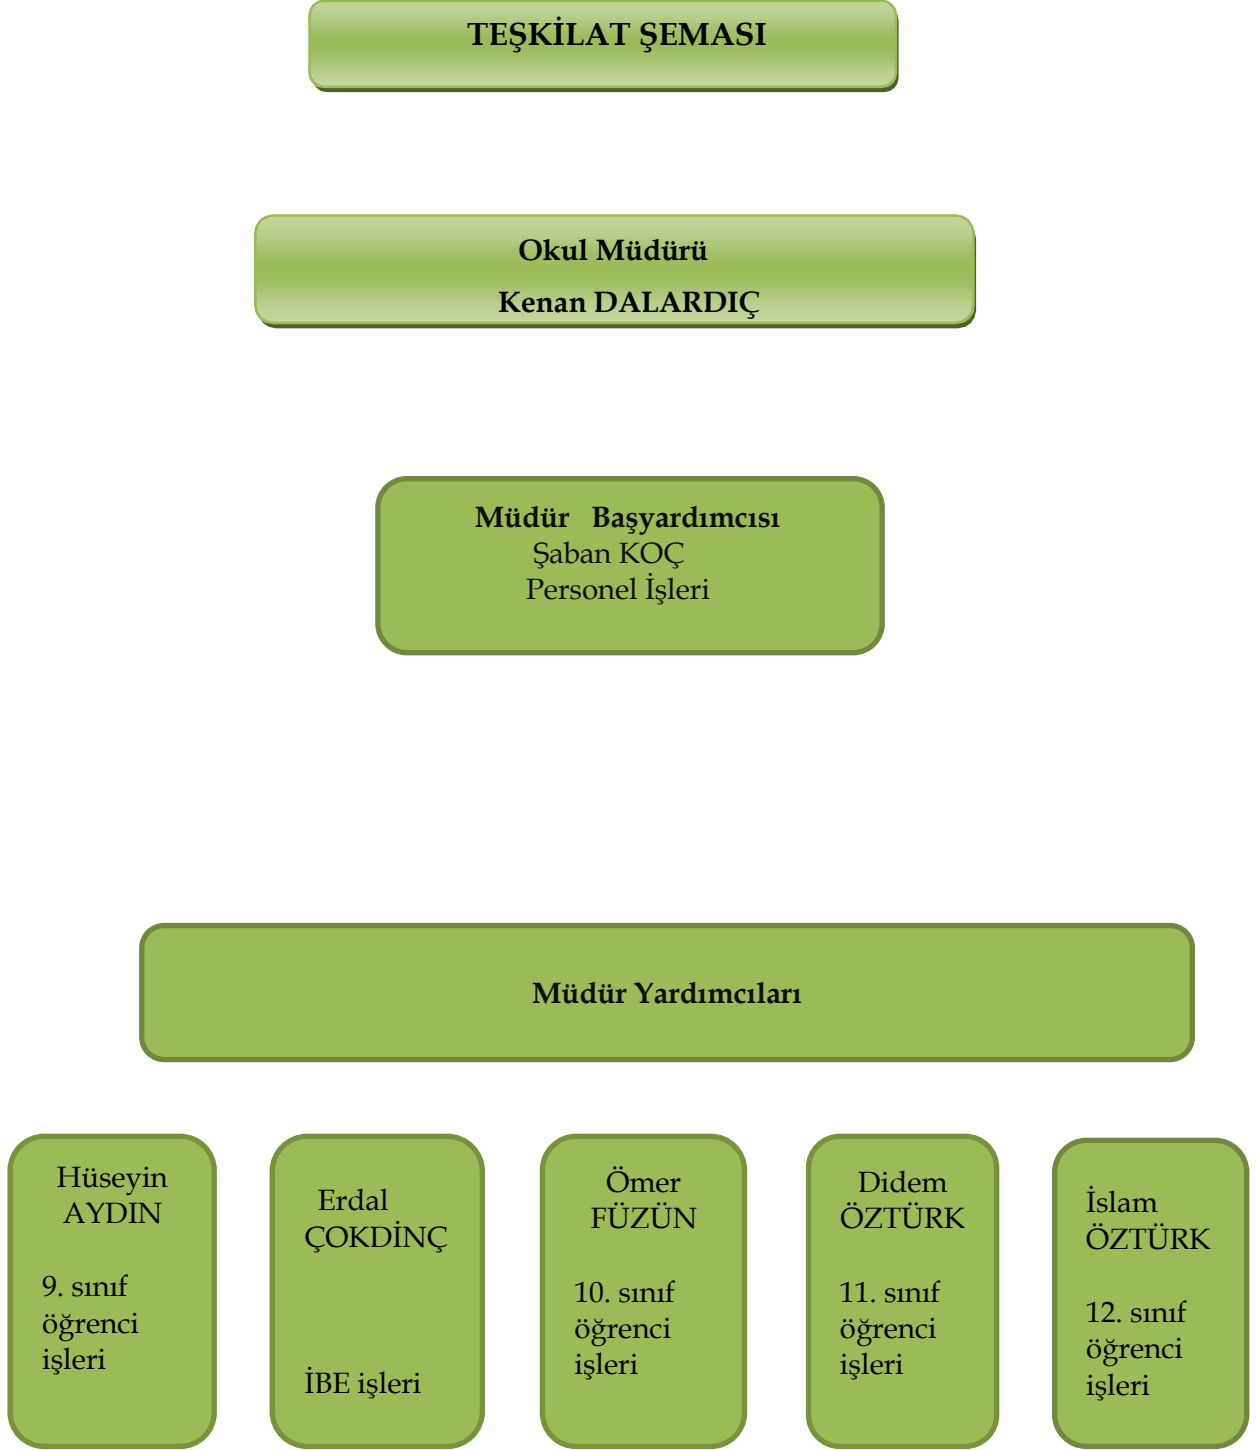 TEŞKİLAT ŞEMASI
Okul Müdürü
Kenan DALARDIÇ
Müdür Başyardımcısı
Şaban KOÇ
Personel İşleri
Müdür Yardımcıları
Hüseyin
AYDIN
9. sınıf
öğrenci
işleri
Erdal
ÇOKDİNÇ
İBE işleri
Ömer
FÜZÜN
10. sınıf
öğrenci
işleri
Didem
ÖZTÜRK
11. sınıf
öğrenci
işleri
İslam
ÖZTÜRK
12. sınıf
öğrenci
işleri